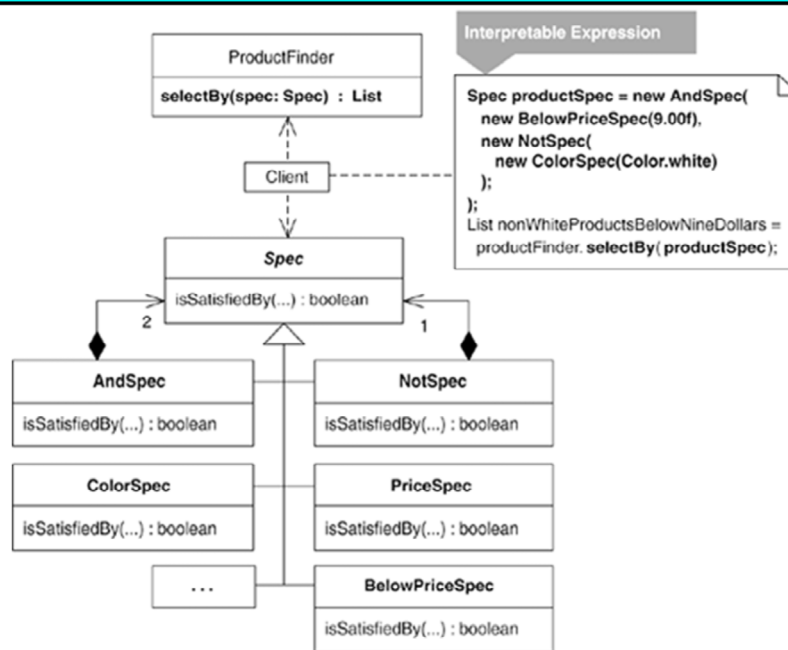 ProductFinder
selectBy(spec: Spec) : List
Client
Interpretable Expression
Spec productSpec = new AndSpec(
new BelowPriceSpec(9.00f),
new NotSpec(
new ColorSpec(Color.white)
);
);
List nonWhiteProductsBelowNineDollars =
productFinder. selectBy( productSpec);
Spec
isSatisfiedBy(...) : boolean
2
1
AndSpec
isSatisfiedBy(...) : boolean
NotSpec
isSatisfiedBy(...) : boolean
ColorSpec
isSatisfiedBy(...) : boolean
PriceSpec
isSatisfiedBy(...) : boolean
...
BelowPriceSpec
isSatisfiedBy(...) : boolean